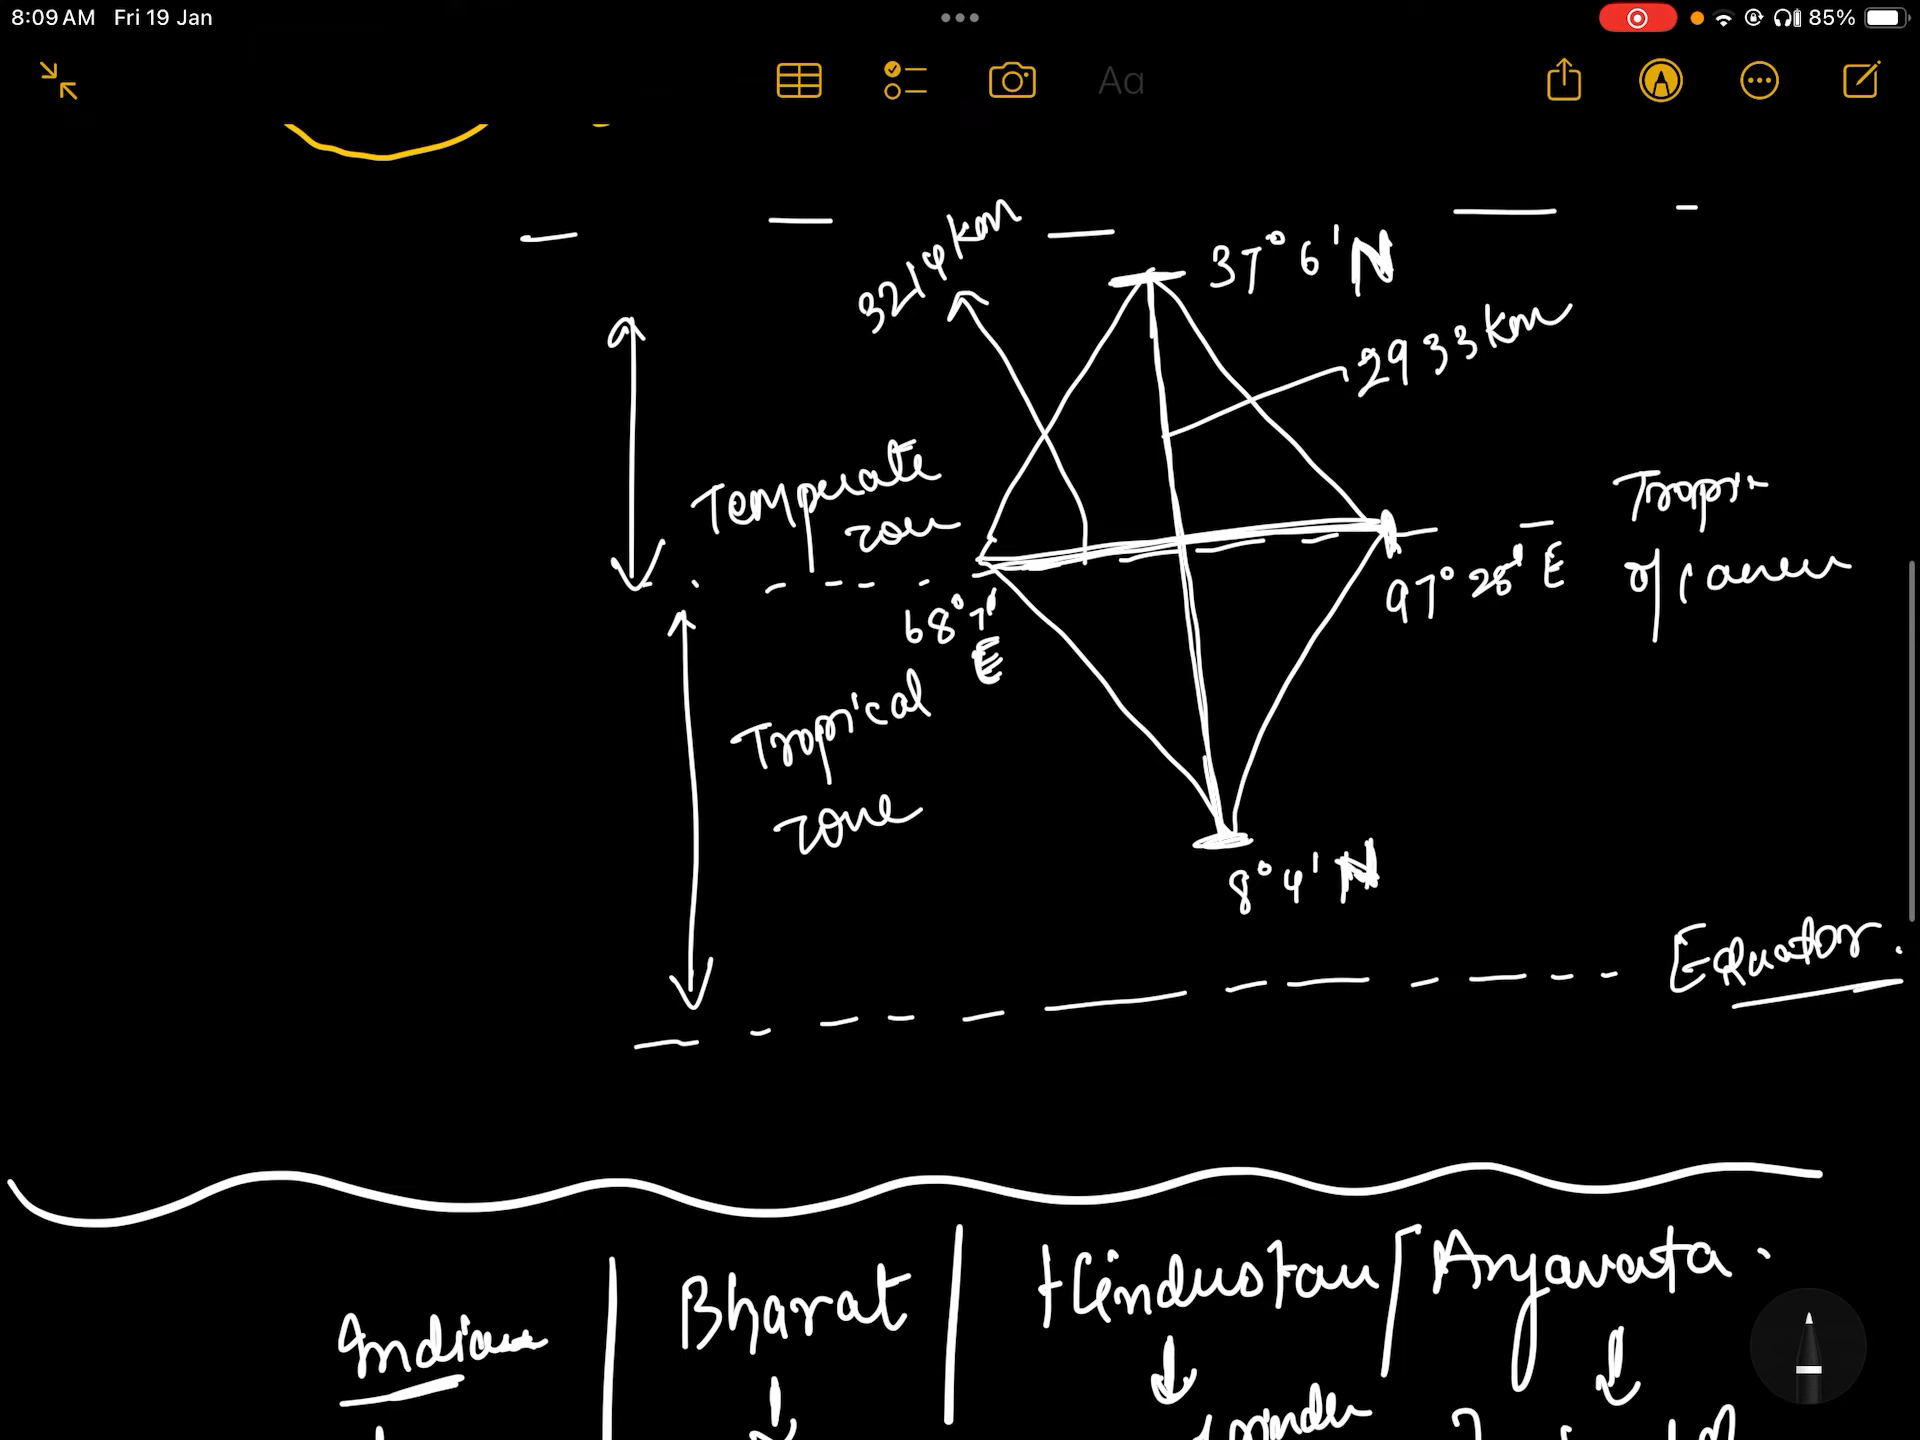 8:09 AM Fri 19 Jan
85%
Aa
3214 km
37° 6' N
2933 km
Temperate
zone
Tropic
of Cancer
68° 7'
E
97° 25' E
Tropical
zone
8° 4' N
Equator.
Indian
Bharat
Hindustan / Aryavata.